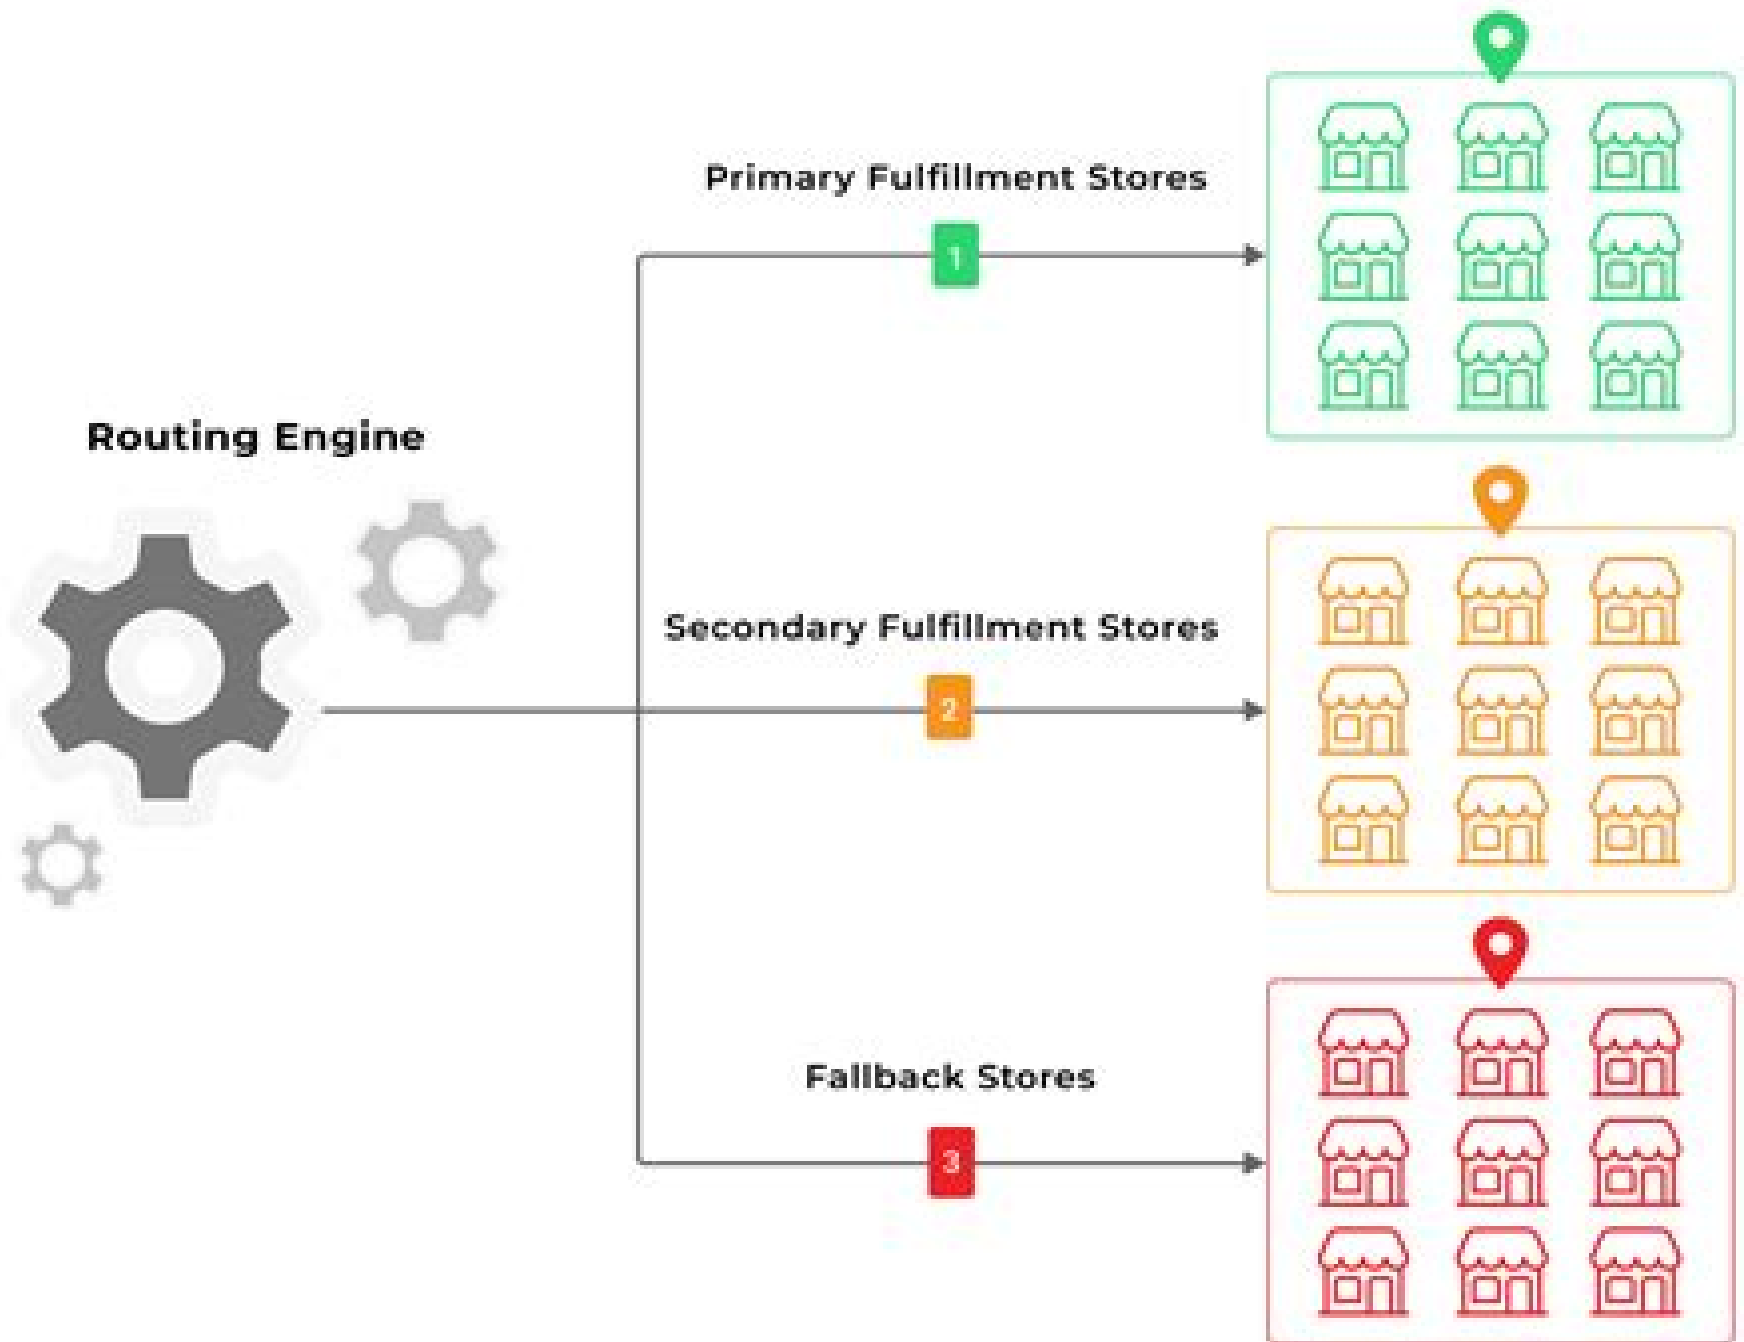 Primary Fulfillment Stores
1
Routing Engine
Secondary Fulfillment Stores
2
Fallback Stores
3